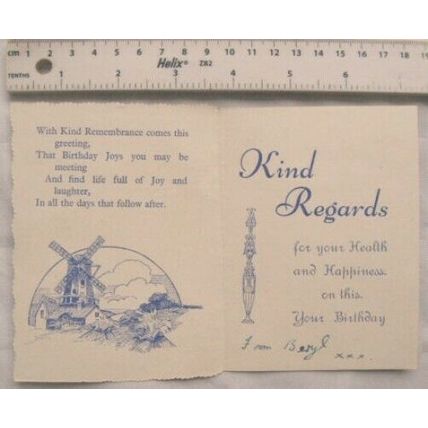 cm 1 2 3 4 5 6 7 8 9 10 11 12 13 14 15 16 17 18 19
Helix® ZB2
TENTHS 1 2 3 4 5 6
With Kind Remembrance comes this
greeting,
That Birthday Joys you may be
meeting
And find life full of Joy and
laughter,
In all the days that follow after.
Kind
Regards
for your Health
and Happiness
on this
Your Birthday
From Beryl
x.x.x.